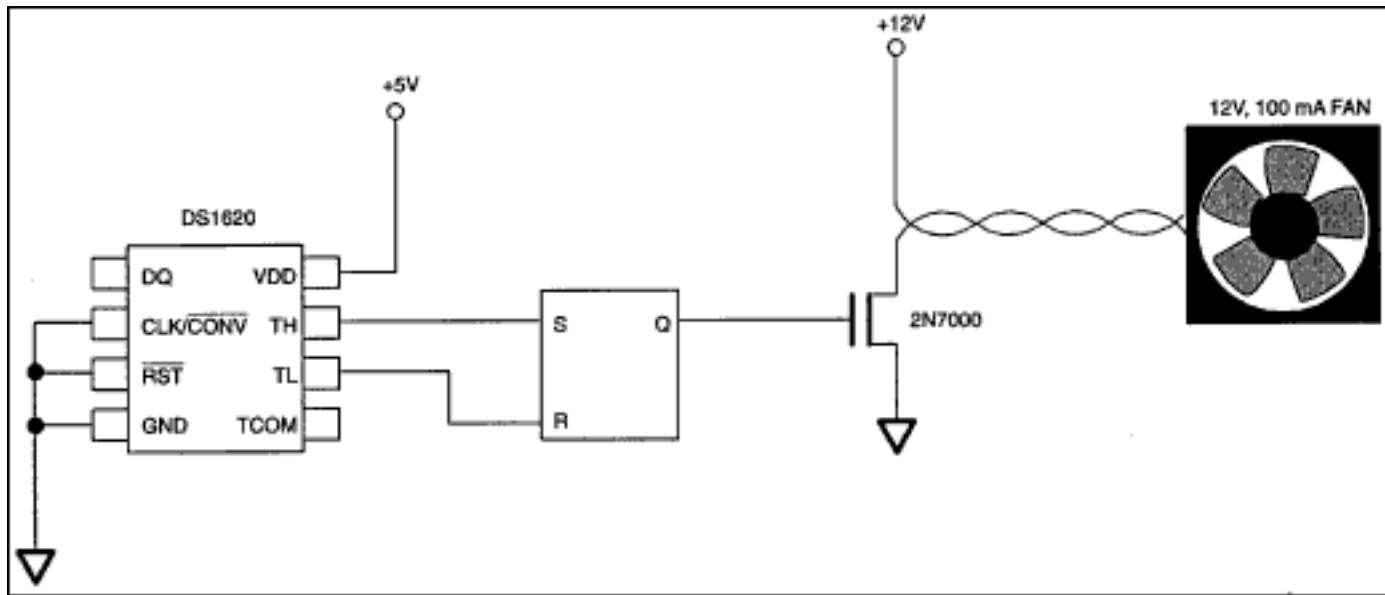 +12V
+5V
12V, 100 mA FAN
DS1620
DQ VDD
CLK/CONV TH
RST TL
GND TCOM
S Q
R
2N7000